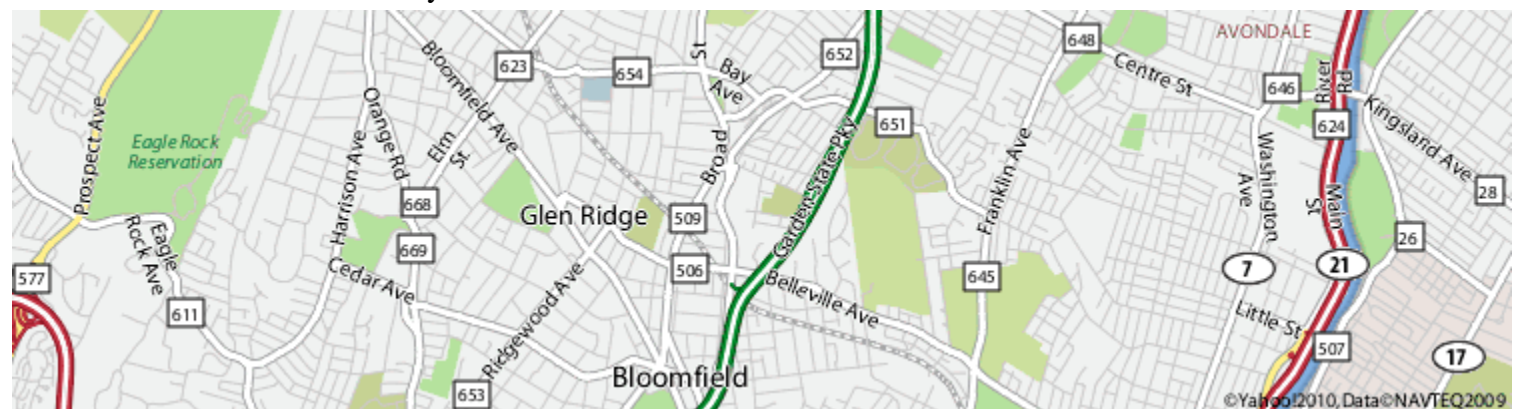 Prospect Ave
Eagle Rock
Reservation
Eagle
Rock Ave
577
611
Harrison Ave
Orange Rd
Bloomfield Ave
Elm
St
668
669
Cedar Ave
Ridgewood Ave
653
623
654
St
Bay
Ave
Broad
Glen Ridge
509
506
Bloomfield
652
651
Garden State Pky
Belleville Ave
Franklin Ave
645
648
Centre St
AVONDALE
646
River
Rd
624
Kingsland Ave
Washington
Ave
Main
St
28
26
7
21
Little St
507
17
©Yahoo!2010, Data©NAVTEQ2009